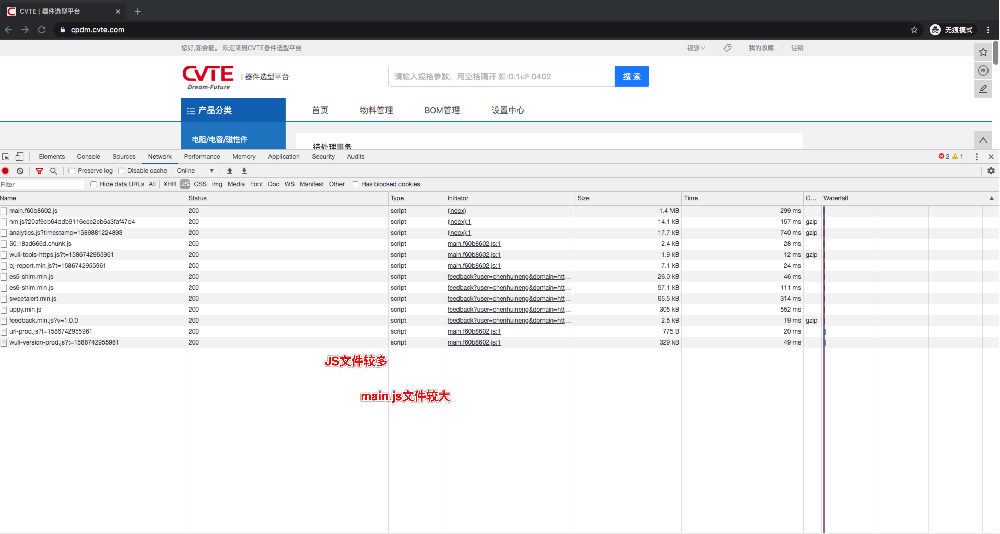 CVTE | 器件选型平台
cpdm.cvte.com
无痕模式
您好,陈会能。 欢迎来到CVTE器件选型平台
视源
我的收藏
注销
CVTE
Dream·Future
| 器件选型平台
请输入规格参数，用空格隔开 如:0.1uF 0402
搜 索
PK
产品分类
首页
物料管理
BOM管理
设置中心
电阻/电容/磁性件
待处理事务
Elements Console Sources Network Performance Memory Application Security Audits 2 1
Preserve log Disable cache Online
Filter Hide data URLs All XHR JS CSS Img Media Font Doc WS Manifest Other Has blocked cookies
Name Status Type Initiator Size Time C... Waterfall
main.f60b8602.js 200 script (index) 1.4 MB 299 ms
hm.js?20af9cb64ddb9116eee2eb6a3faf47d4 200 script (index):1 14.1 kB 157 ms gzip
analytics.js?timestamp=1589881224893 200 script (index):1 17.7 kB 740 ms gzip
50.18ad666d.chunk.js 200 script main.f60b8602.js:1 2.4 kB 28 ms
wuli-tools-https.js?t=1586742955961 200 script main.f60b8602.js:1 1.9 kB 12 ms gzip
bj-report.min.js?t=1586742955961 200 script main.f60b8602.js:1 7.1 kB 24 ms
es5-shim.min.js 200 script feedback?user=chenhuineng&domain=htt... 26.0 kB 46 ms
es6-shim.min.js 200 script feedback?user=chenhuineng&domain=htt... 57.1 kB 111 ms
sweetalert.min.js 200 script feedback?user=chenhuineng&domain=htt... 65.5 kB 314 ms
uppy.min.js 200 script feedback?user=chenhuineng&domain=htt... 305 kB 552 ms
feedback.min.js?v=1.0.0 200 script feedback?user=chenhuineng&domain=htt... 2.5 kB 19 ms gzip
url-prod.js?t=1586742955961 200 script main.f60b8602.js:1 775 B 20 ms
wuli-version-prod.js?t=1586742955961 200 script main.f60b8602.js:1 329 kB 49 ms
JS文件较多
main.js文件较大